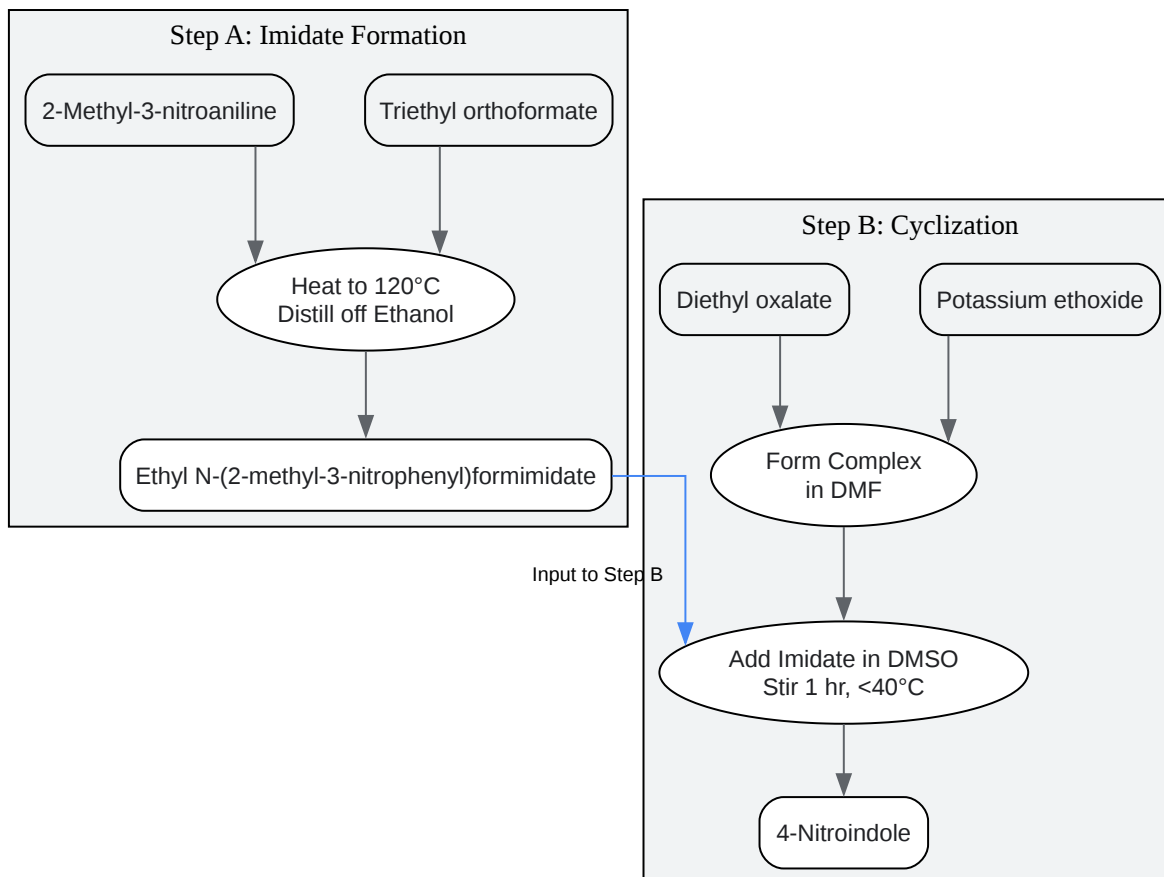 Step A: Imidate Formation
2-Methyl-3-nitroaniline
Triethyl orthoformate
Heat to 120°C
Distill off Ethanol
Ethyl N-(2-methyl-3-nitrophenyl)formimidate
Input to Step B
Step B: Cyclization
Diethyl oxalate
Potassium ethoxide
Form Complex
in DMF
Add Imidate in DMSO
Stir 1 hr, <40°C
4-Nitroindole